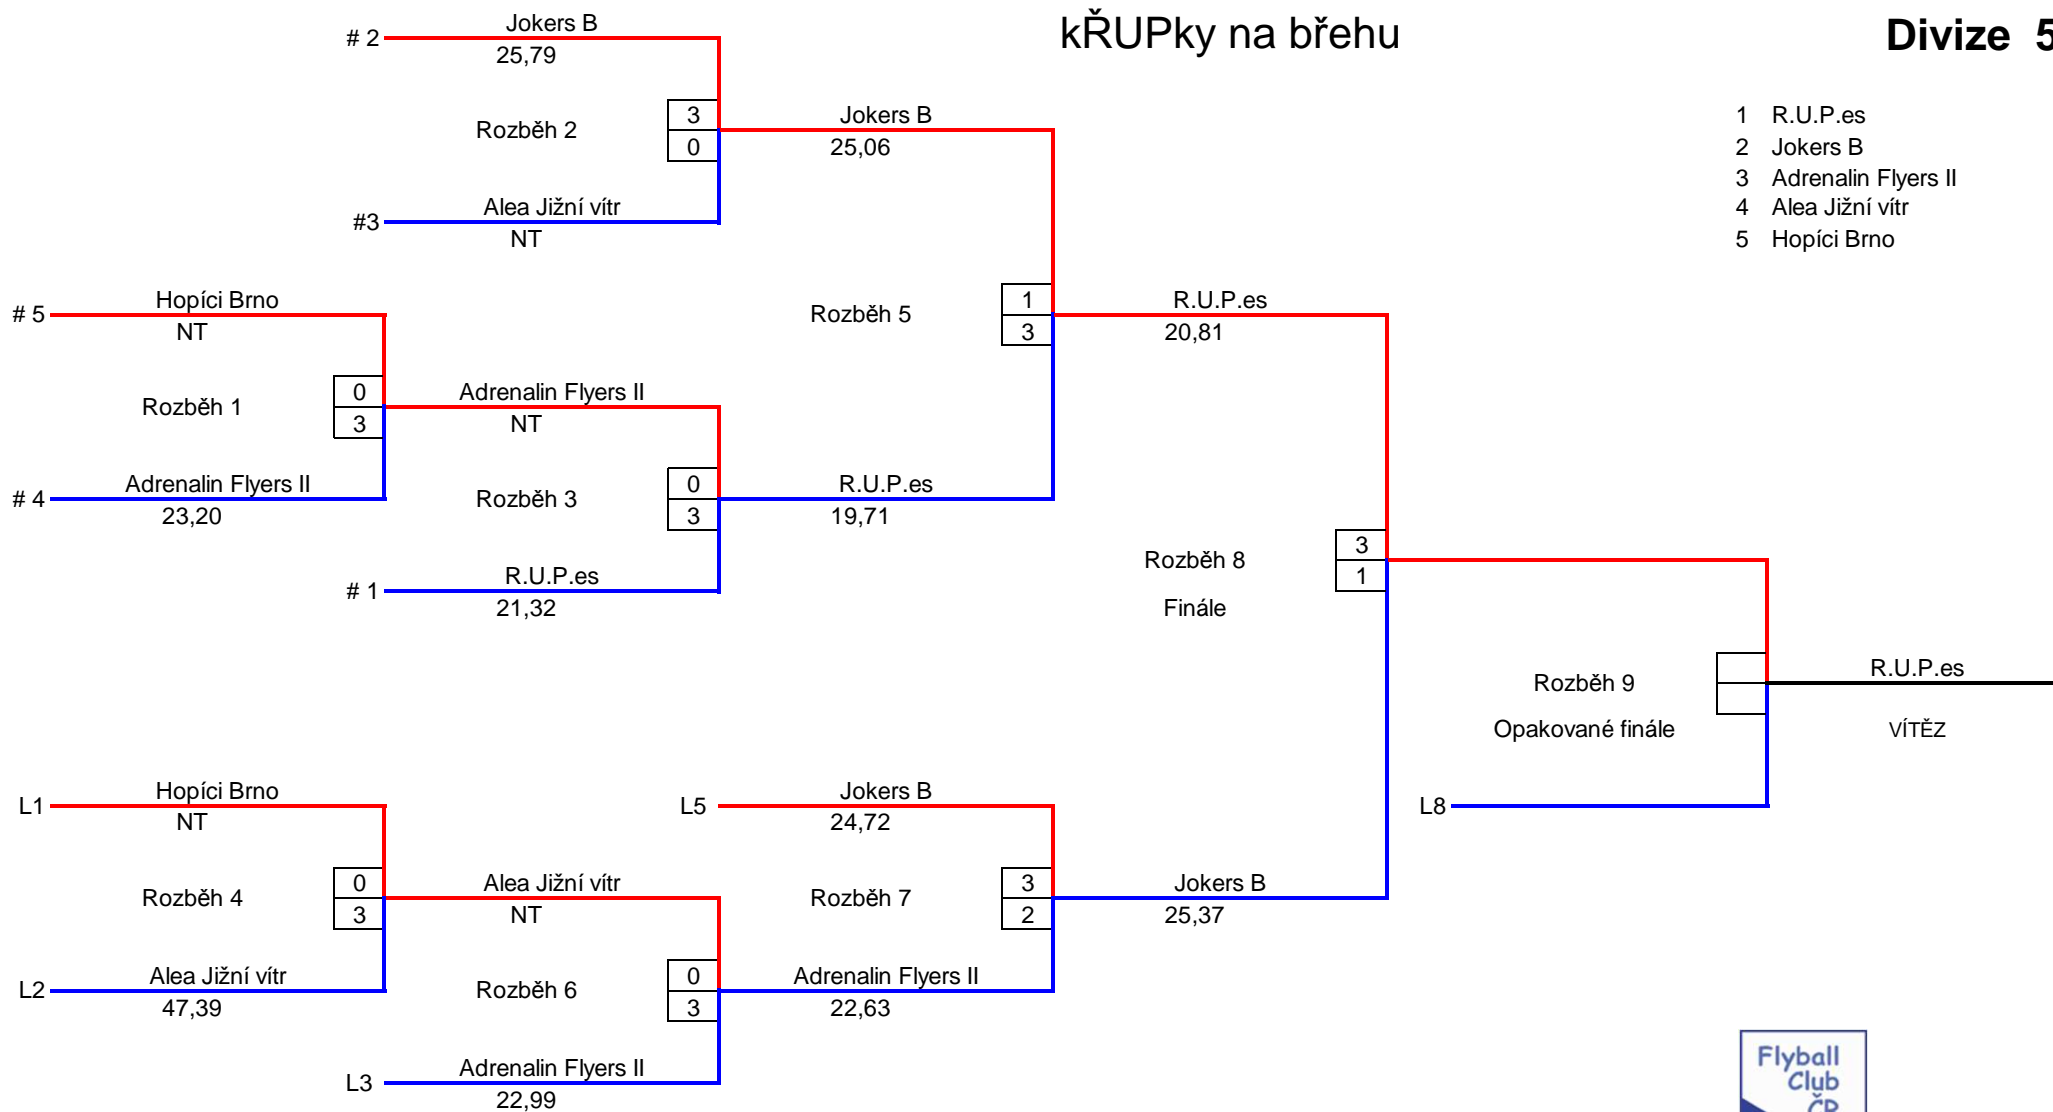 kŘUPky na břehu
Divize 5
1 R.U.P.es
2 Jokers B
3 Adrenalin Flyers II
4 Alea Jižní vítr
5 Hopíci Brno
# 2 Jokers B
25,79
Rozběh 2
3
0
#3 Alea Jižní vítr
NT
# 5 Hopíci Brno
NT
Rozběh 1
0
3
# 4 Adrenalin Flyers II
23,20
Adrenalin Flyers II
NT
Rozběh 3
0
3
# 1 R.U.P.es
21,32
Jokers B
25,06
Rozběh 5
1
3
R.U.P.es
19,71
R.U.P.es
20,81
Rozběh 8
Finále
3
1
L1 Hopíci Brno
NT
Rozběh 4
0
3
L2 Alea Jižní vítr
47,39
Alea Jižní vítr
NT
Rozběh 6
0
3
L3 Adrenalin Flyers II
22,99
L5 Jokers B
24,72
Rozběh 7
3
2
Adrenalin Flyers II
22,63
Jokers B
25,37
Rozběh 9
Opakované finále
L8
R.U.P.es
VÍTĚZ
Flyball
Club
ČR